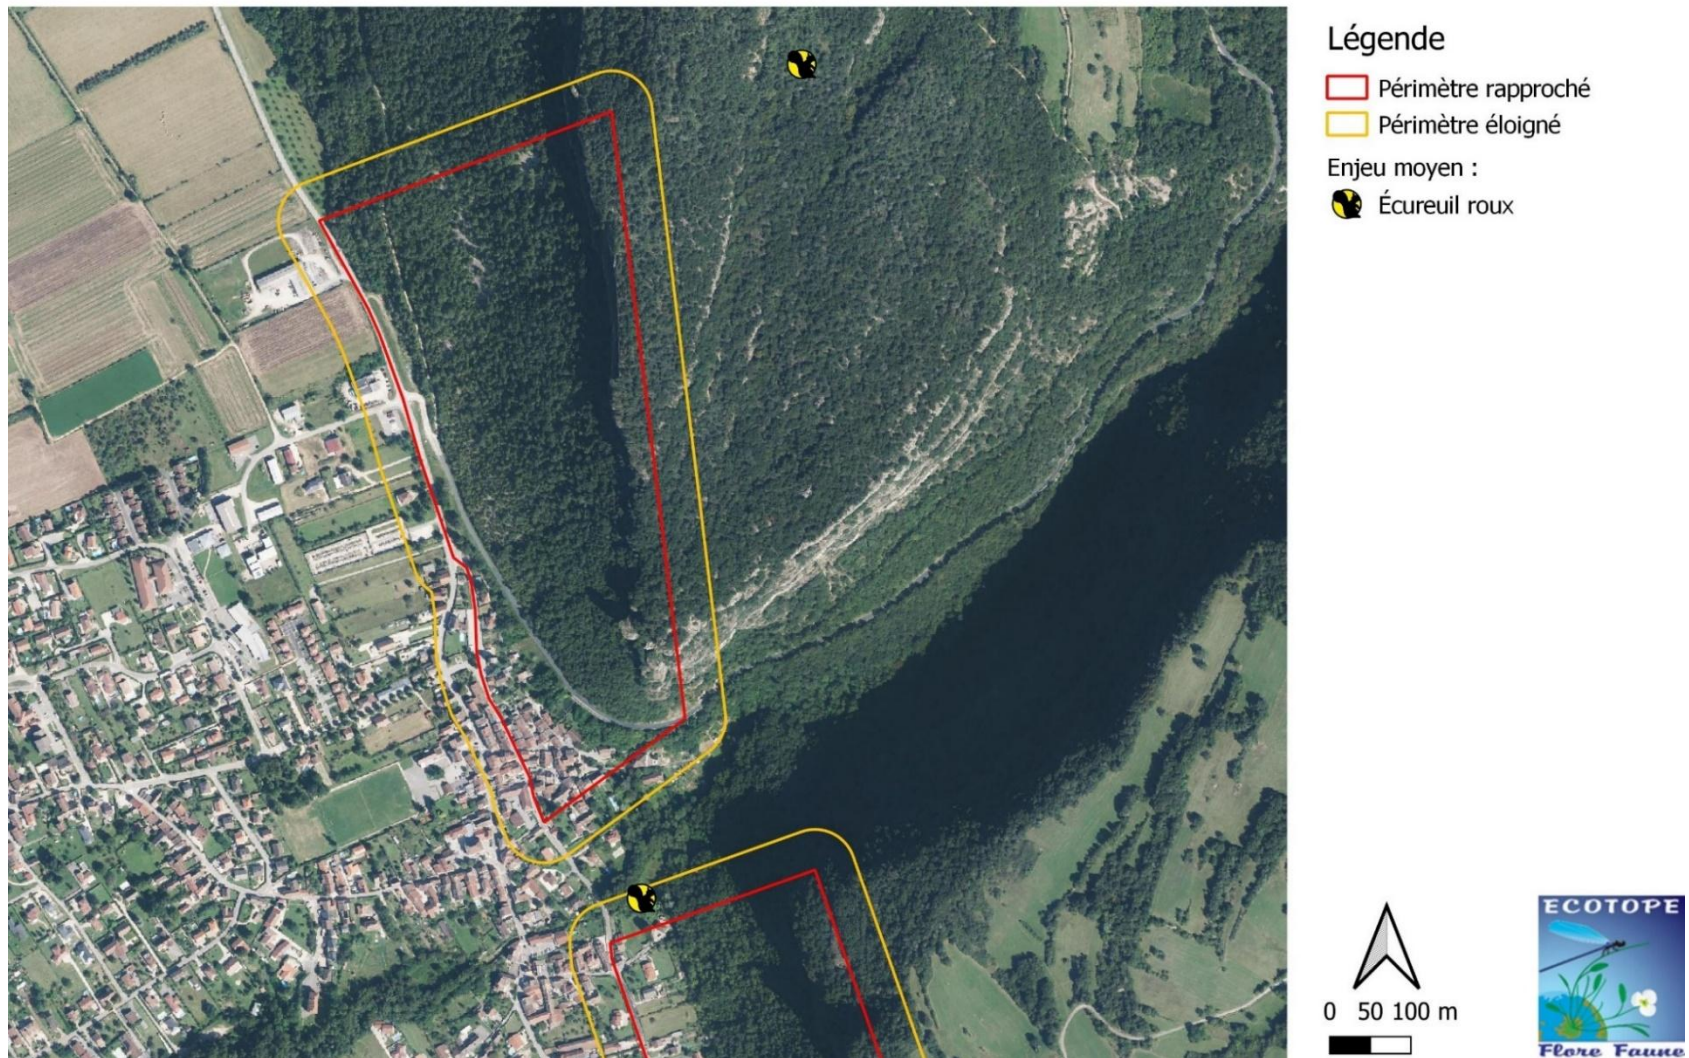 Légende
Périmètre rapproché
Périmètre éloigné
Enjeu moyen :
Écureuil roux
0 50 100 m
ECOTOPE
Flore Faune